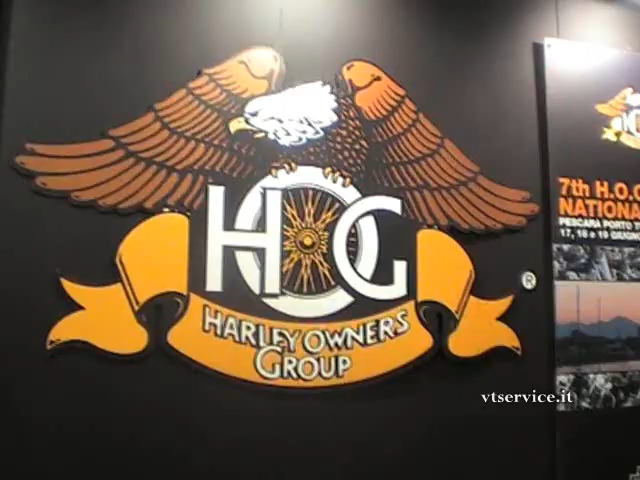 HOG
HARLEY OWNERS
GROUP
®
7th H.O.G
NATIONA
PESCARA PORTO T
17, 18 e 19 GIUGNO
vtservice.it